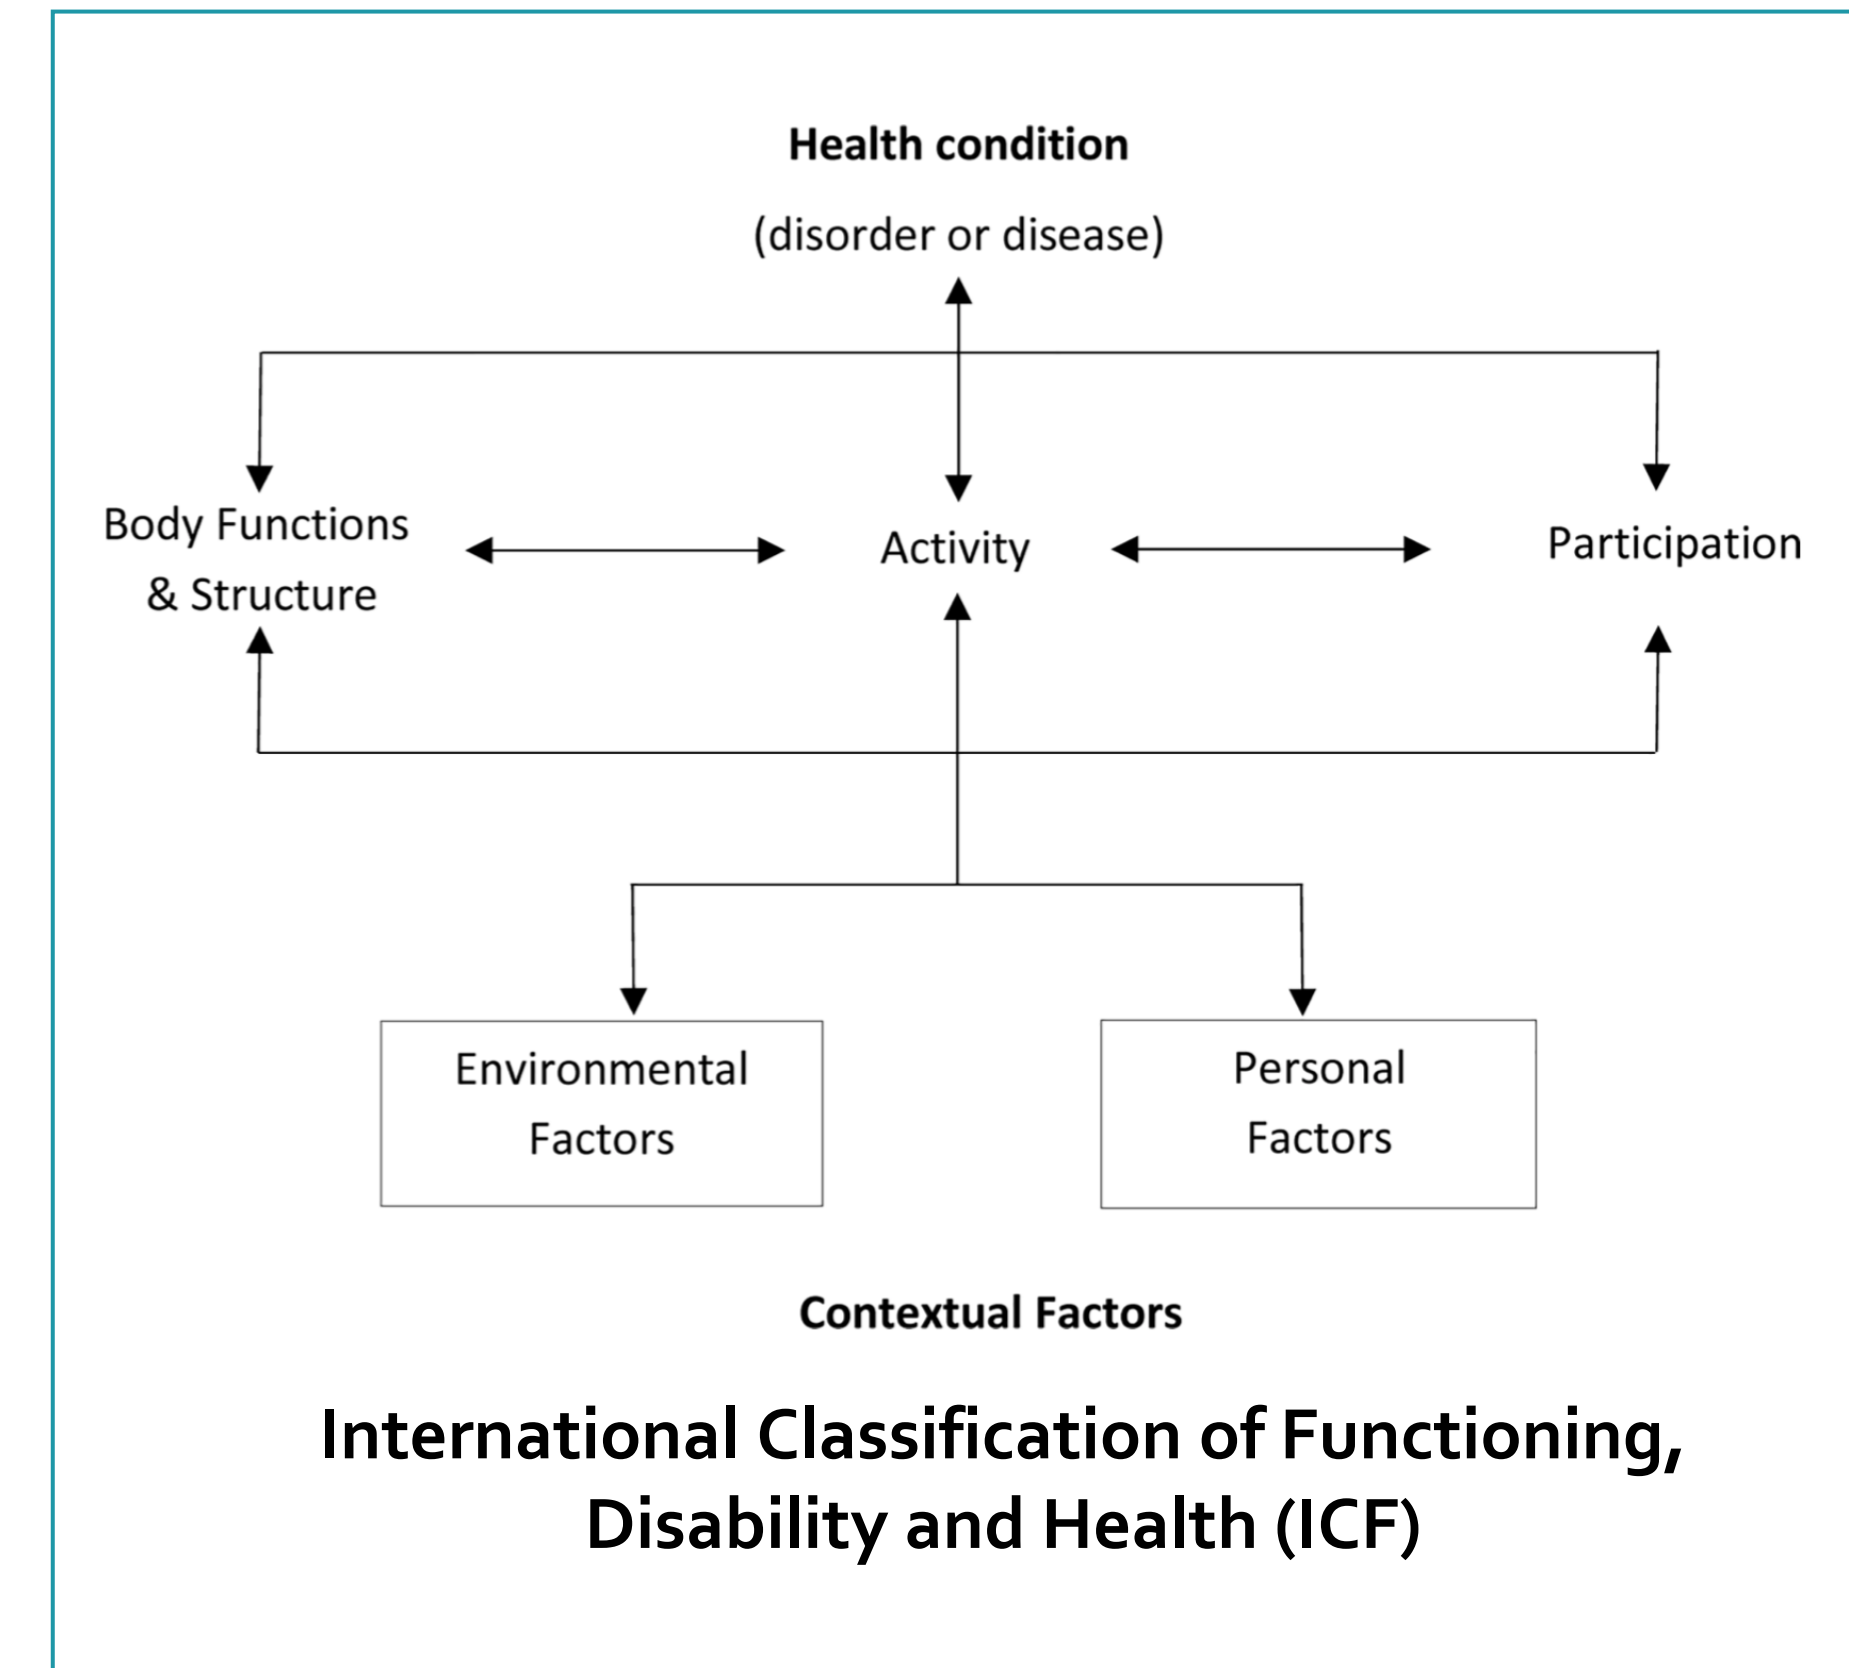 Health condition
(disorder or disease)
Body Functions
& Structure
Activity
Participation
Environmental
Factors
Personal
Factors
Contextual Factors
International Classification of Functioning,
Disability and Health (ICF)